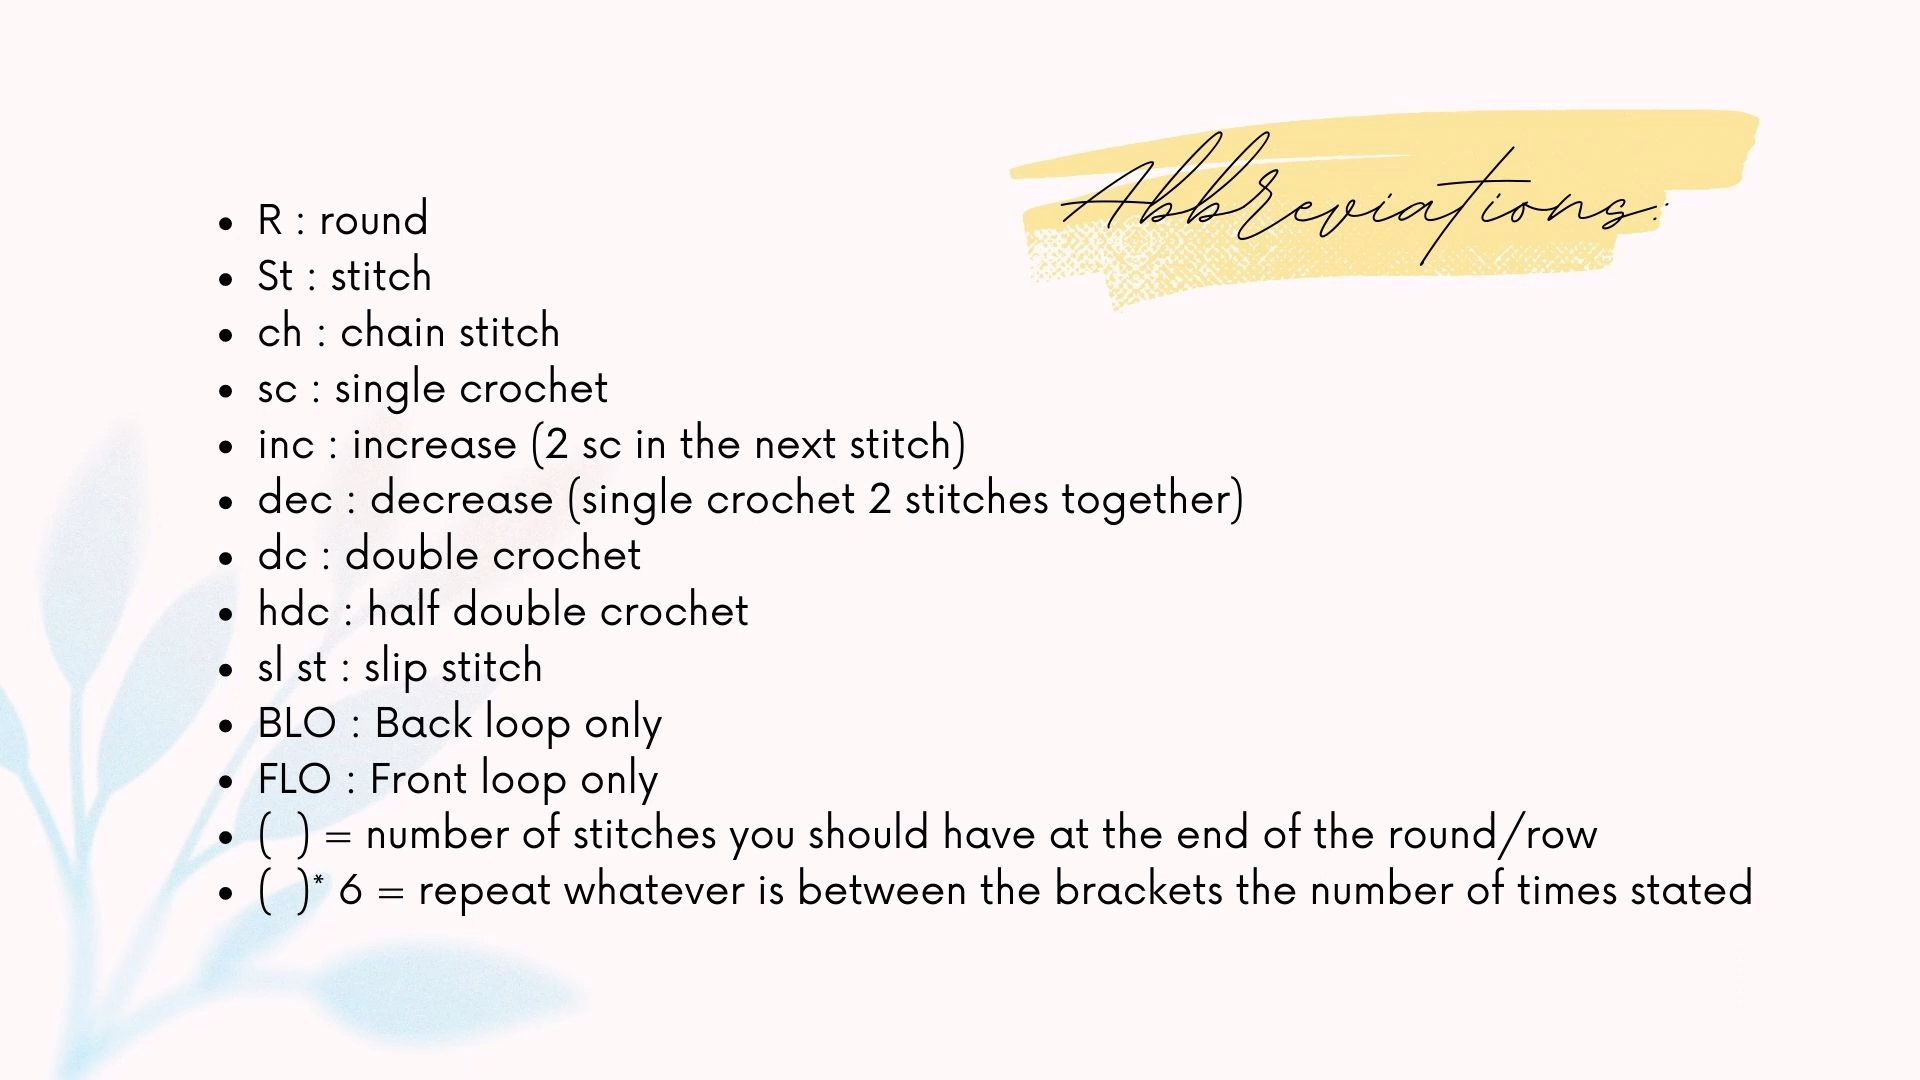 Abbreviations:
• R : round
• St : stitch
• ch : chain stitch
• sc : single crochet
• inc : increase (2 sc in the next stitch)
• dec : decrease (single crochet 2 stitches together)
• dc : double crochet
• hdc : half double crochet
• sl st : slip stitch
• BLO : Back loop only
• FLO : Front loop only
• (  ) = number of stitches you should have at the end of the round/row
• (  )* 6 = repeat whatever is between the brackets the number of times stated